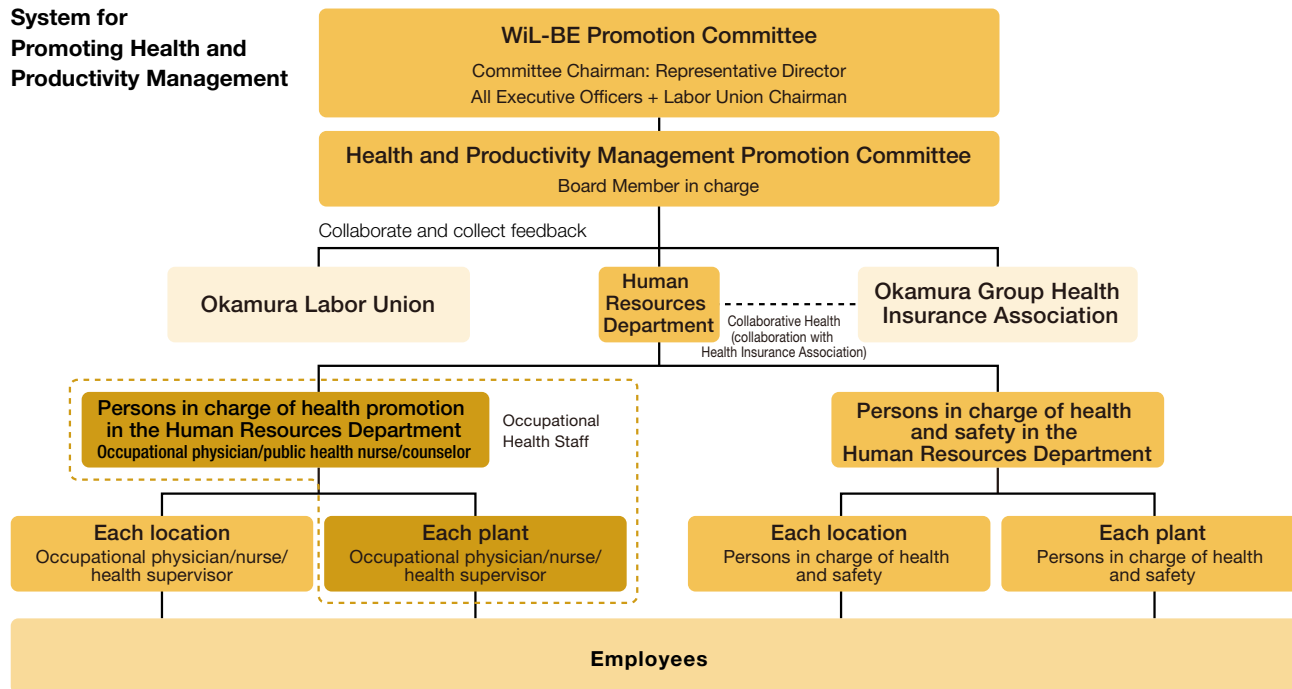 System for
Promoting Health and
Productivity Management
WiL-BE Promotion Committee
Committee Chairman: Representative Director
All Executive Officers + Labor Union Chairman
Health and Productivity Management Promotion Committee
Board Member in charge
Collaborate and collect feedback
Okamura Labor Union
Human
Resources
Department
Collaborative Health
(collaboration with
Health Insurance Association)
Okamura Group Health
Insurance Association
Persons in charge of health promotion
in the Human Resources Department
Occupational physician/public health nurse/counselor
Occupational
Health Staff
Persons in charge of health
and safety in the
Human Resources Department
Each location
Occupational physician/nurse/
health supervisor
Each plant
Occupational physician/nurse/
health supervisor
Each location
Persons in charge of health
and safety
Each plant
Persons in charge of health
and safety
Employees